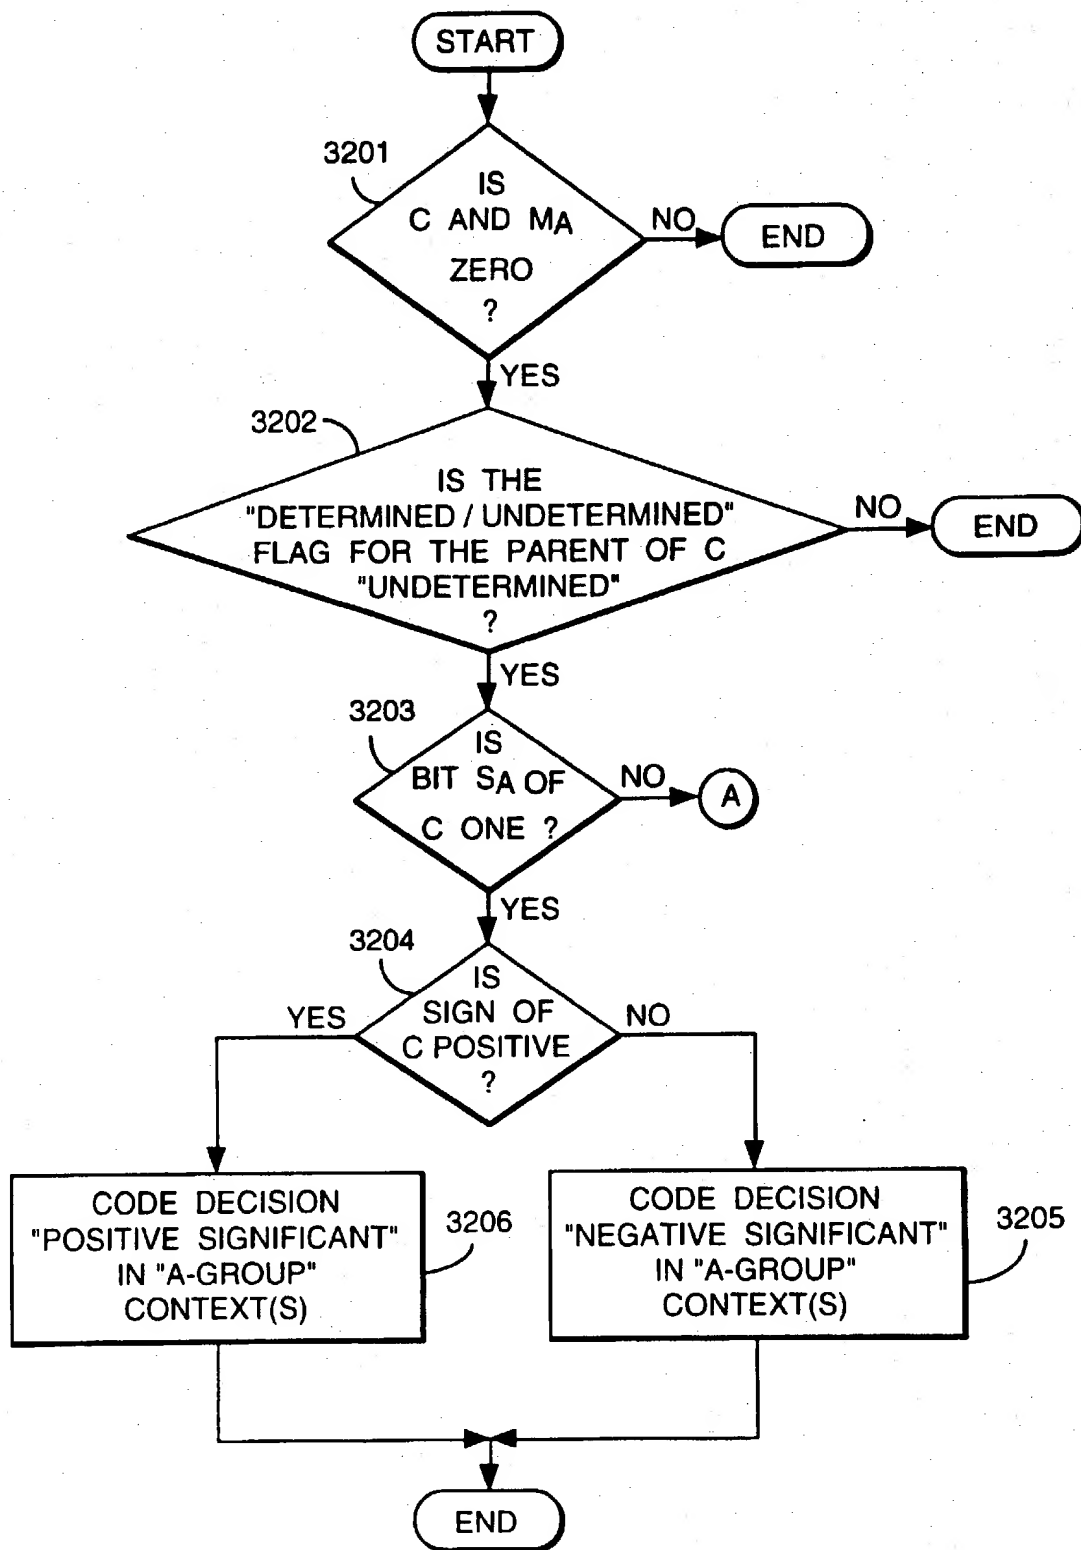 START
3201
IS
C AND MA
ZERO
?
NO
END
YES
3202
IS THE
"DETERMINED / UNDETERMINED"
FLAG FOR THE PARENT OF C
"UNDETERMINED"
?
NO
END
YES
3203
IS
BIT SA OF
C ONE ?
NO
A
YES
3204
IS
SIGN OF
C POSITIVE
?
YES
NO
CODE DECISION
"POSITIVE SIGNIFICANT"
IN "A-GROUP"
CONTEXT(S)
3206
CODE DECISION
"NEGATIVE SIGNIFICANT"
IN "A-GROUP"
CONTEXT(S)
3205
END